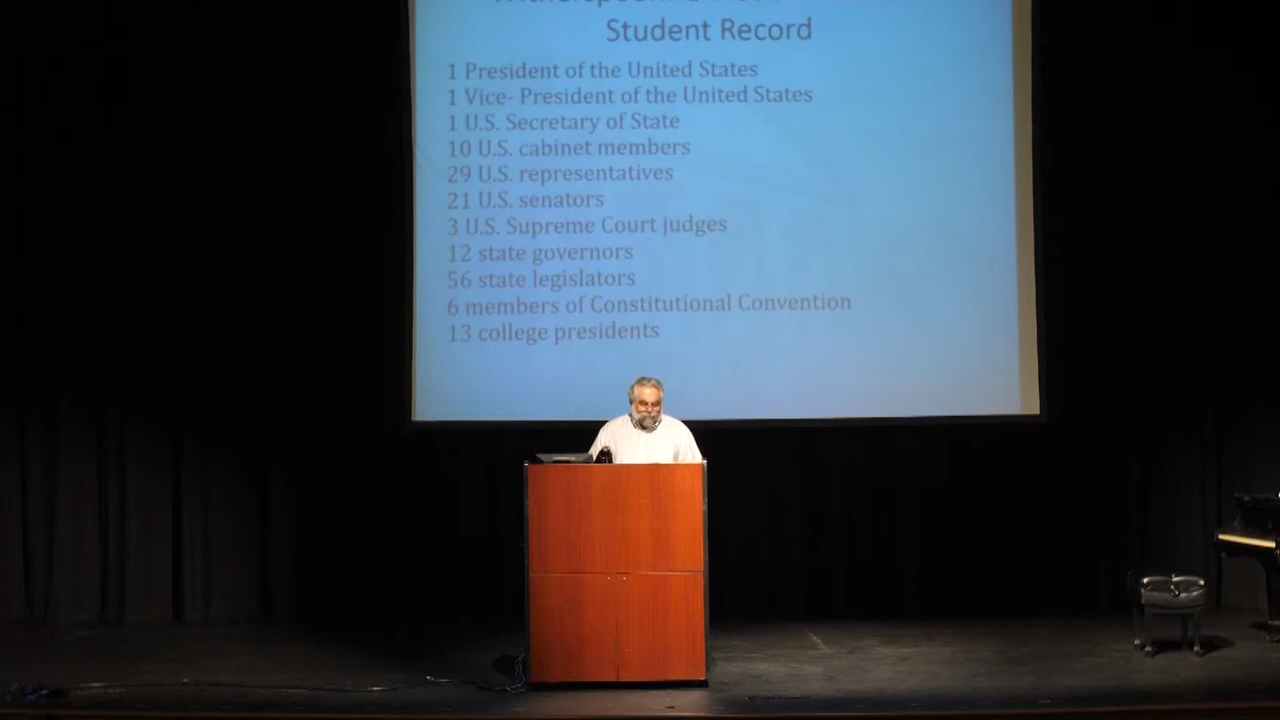 Student Record
1 President of the United States
1 Vice- President of the United States
1 U.S. Secretary of State
10 U.S. cabinet members
29 U.S. representatives
21 U.S. senators
3 U.S. Supreme Court judges
12 state governors
56 state legislators
6 members of Constitutional Convention
13 college presidents